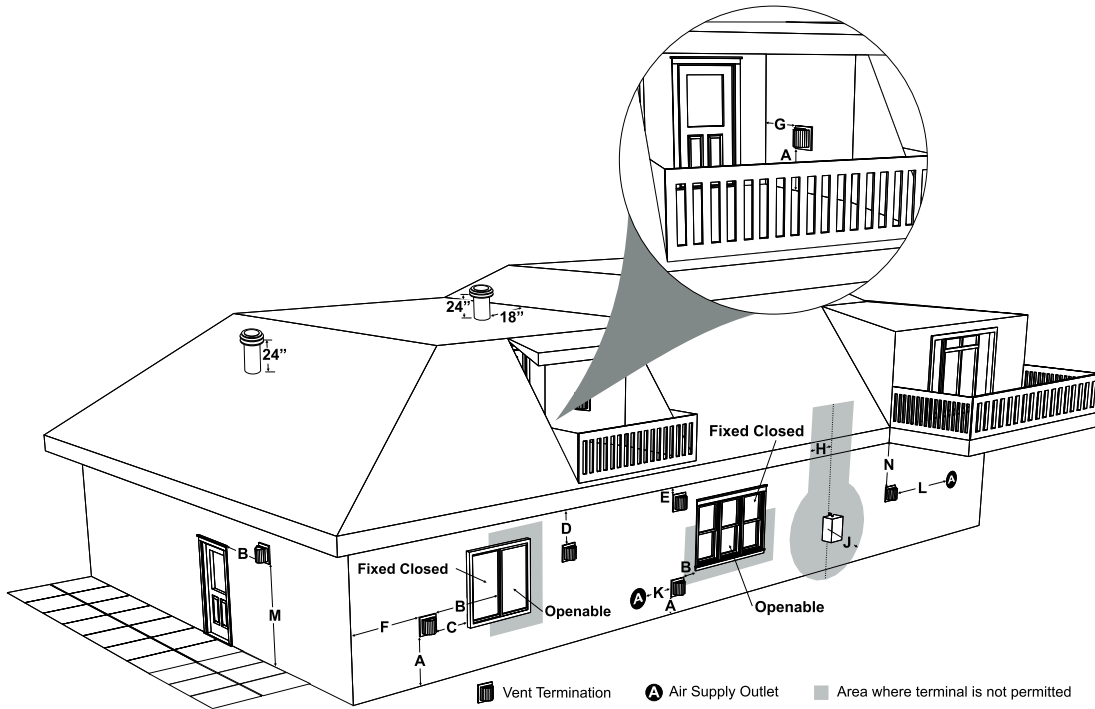 G
A
24”
18”
24”
Fixed Closed
H
N
L
A
E
D
B
Fixed Closed
J
B
M
B
Openable
K
A
A
Openable
F
C
A
Vent Termination
A Air Supply Outlet
Area where terminal is not permitted